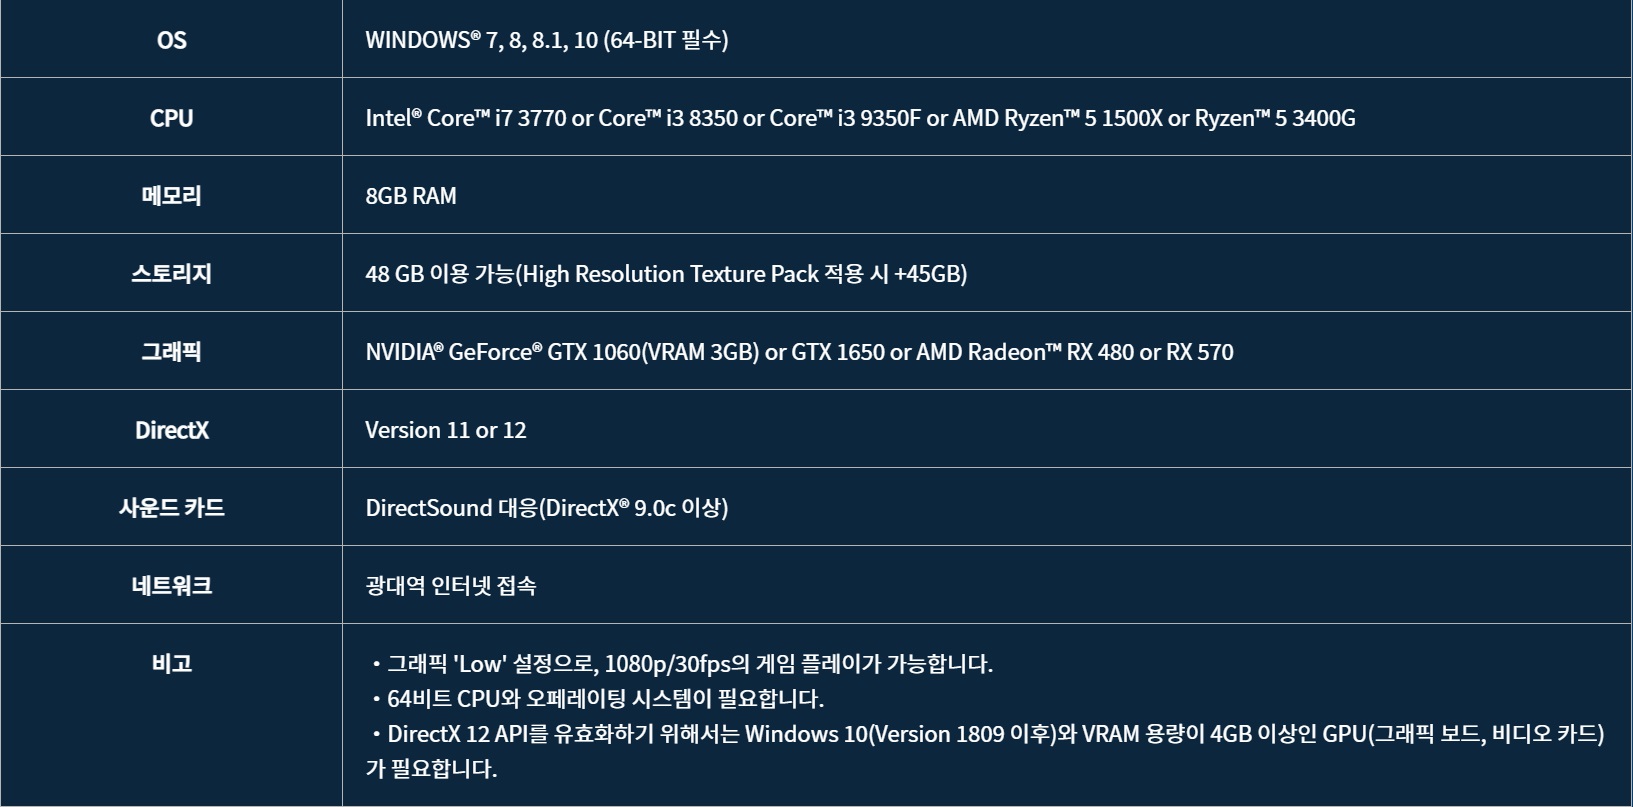 OS WINDOWS® 7, 8, 8.1, 10 (64-BIT 필수)
CPU Intel® Core™ i7 3770 or Core™ i3 8350 or Core™ i3 9350F or AMD Ryzen™ 5 1500X or Ryzen™ 5 3400G
메모리 8GB RAM
스토리지 48 GB 이용 가능(High Resolution Texture Pack 적용 시 +45GB)
그래픽 NVIDIA® GeForce® GTX 1060(VRAM 3GB) or GTX 1650 or AMD Radeon™ RX 480 or RX 570
DirectX Version 11 or 12
사운드 카드 DirectSound 대응(DirectX® 9.0c 이상)
네트워크 광대역 인터넷 접속
비고 ・그래픽 'Low' 설정으로, 1080p/30fps의 게임 플레이가 가능합니다.
・64비트 CPU와 오페레이팅 시스템이 필요합니다.
・DirectX 12 API를 유효화하기 위해서는 Windows 10(Version 1809 이후)와 VRAM 용량이 4GB 이상인 GPU(그래픽 보드, 비디오 카드)
가 필요합니다.